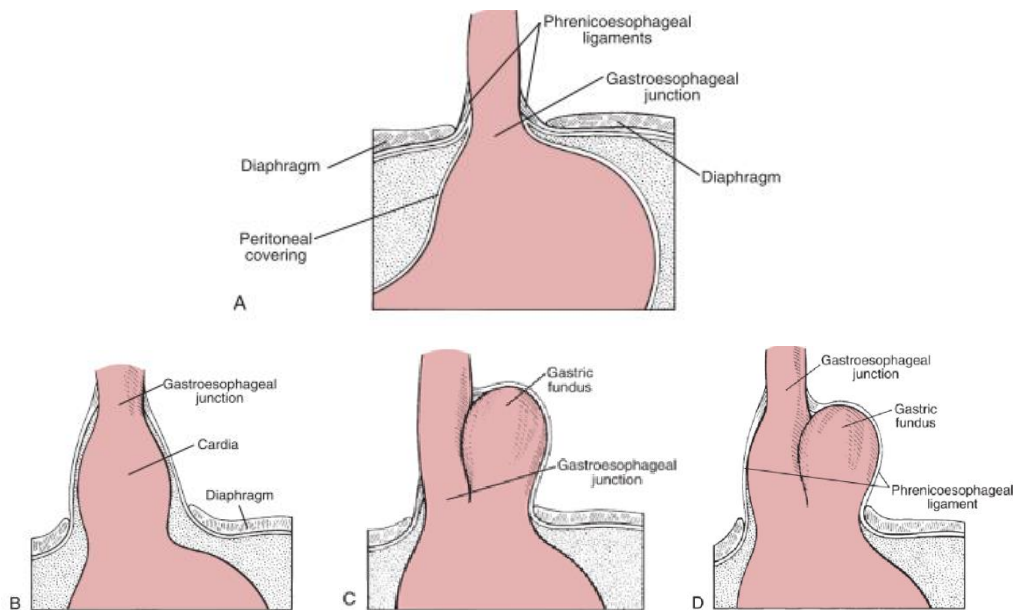 Phrenicoesophageal
ligaments
Gastroesophageal
junction
Diaphragm
Diaphragm
Peritoneal
covering
A
Gastroesophageal
junction
Cardia
Diaphragm
B
Gastric
fundus
Gastroesophageal
junction
C
Gastroesophageal
junction
Gastric
fundus
Phrenicoesophageal
ligament
D